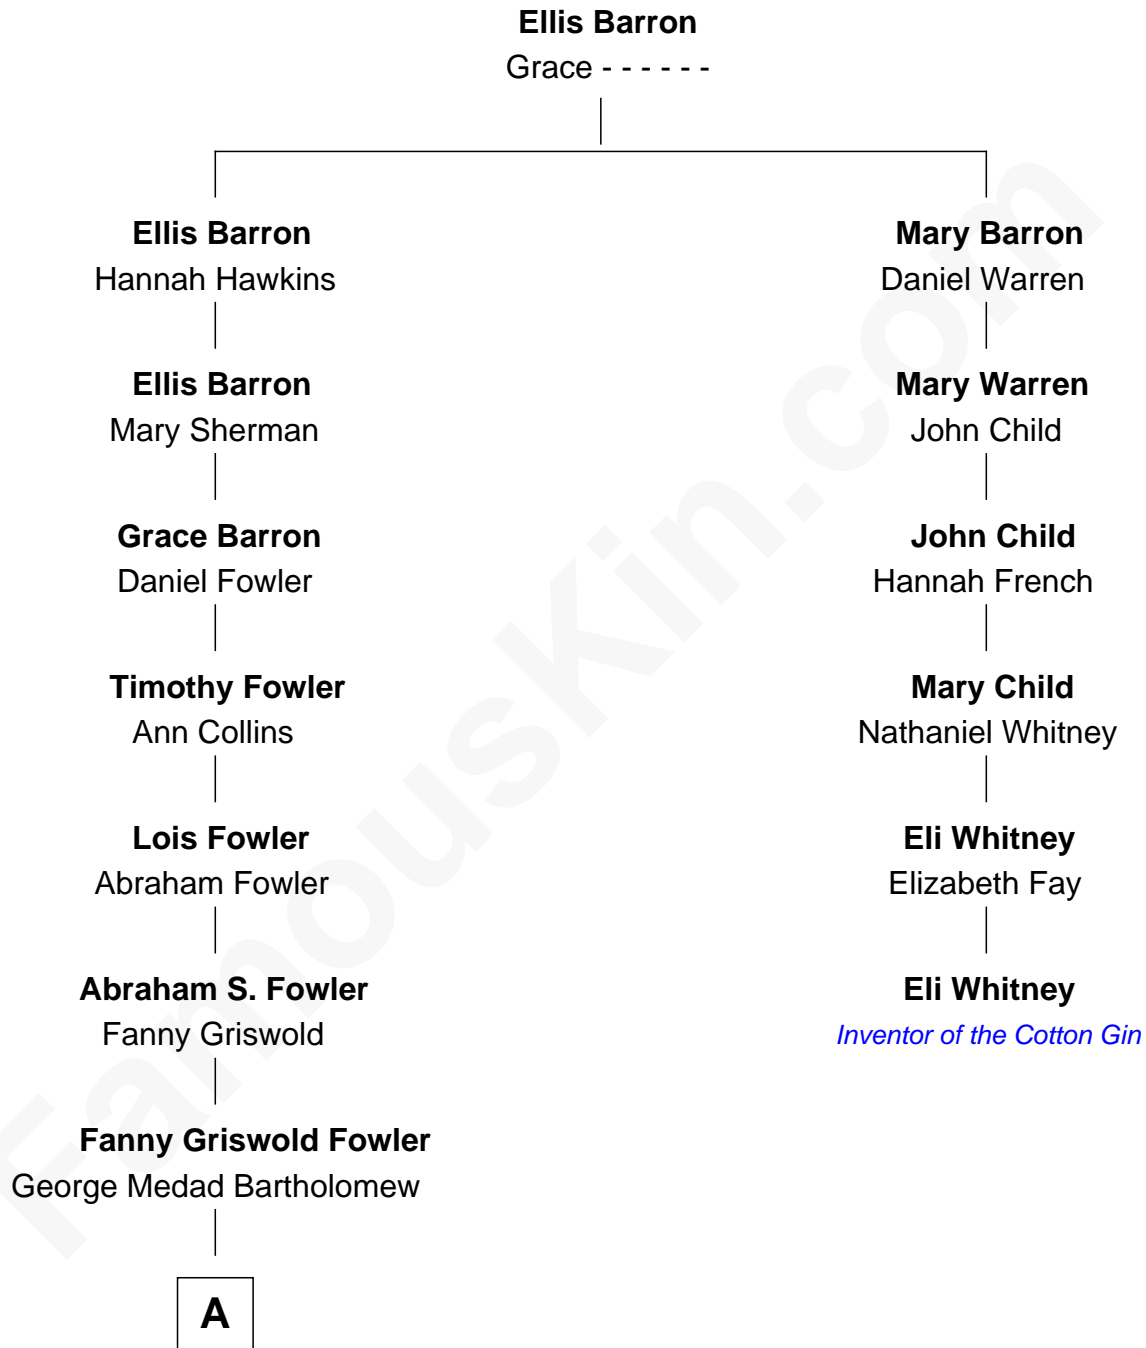 Ellis Barron
Grace - - - - - -
Ellis Barron
Hannah Hawkins
Mary Barron
Daniel Warren
Ellis Barron
Mary Sherman
Mary Warren
John Child
Grace Barron
Daniel Fowler
John Child
Hannah French
Timothy Fowler
Ann Collins
Mary Child
Nathaniel Whitney
Lois Fowler
Abraham Fowler
Eli Whitney
Elizabeth Fay
Abraham S. Fowler
Fanny Griswold
Eli Whitney
Inventor of the Cotton Gin
Fanny Griswold Fowler
George Medad Bartholomew
A
FamousKin.com